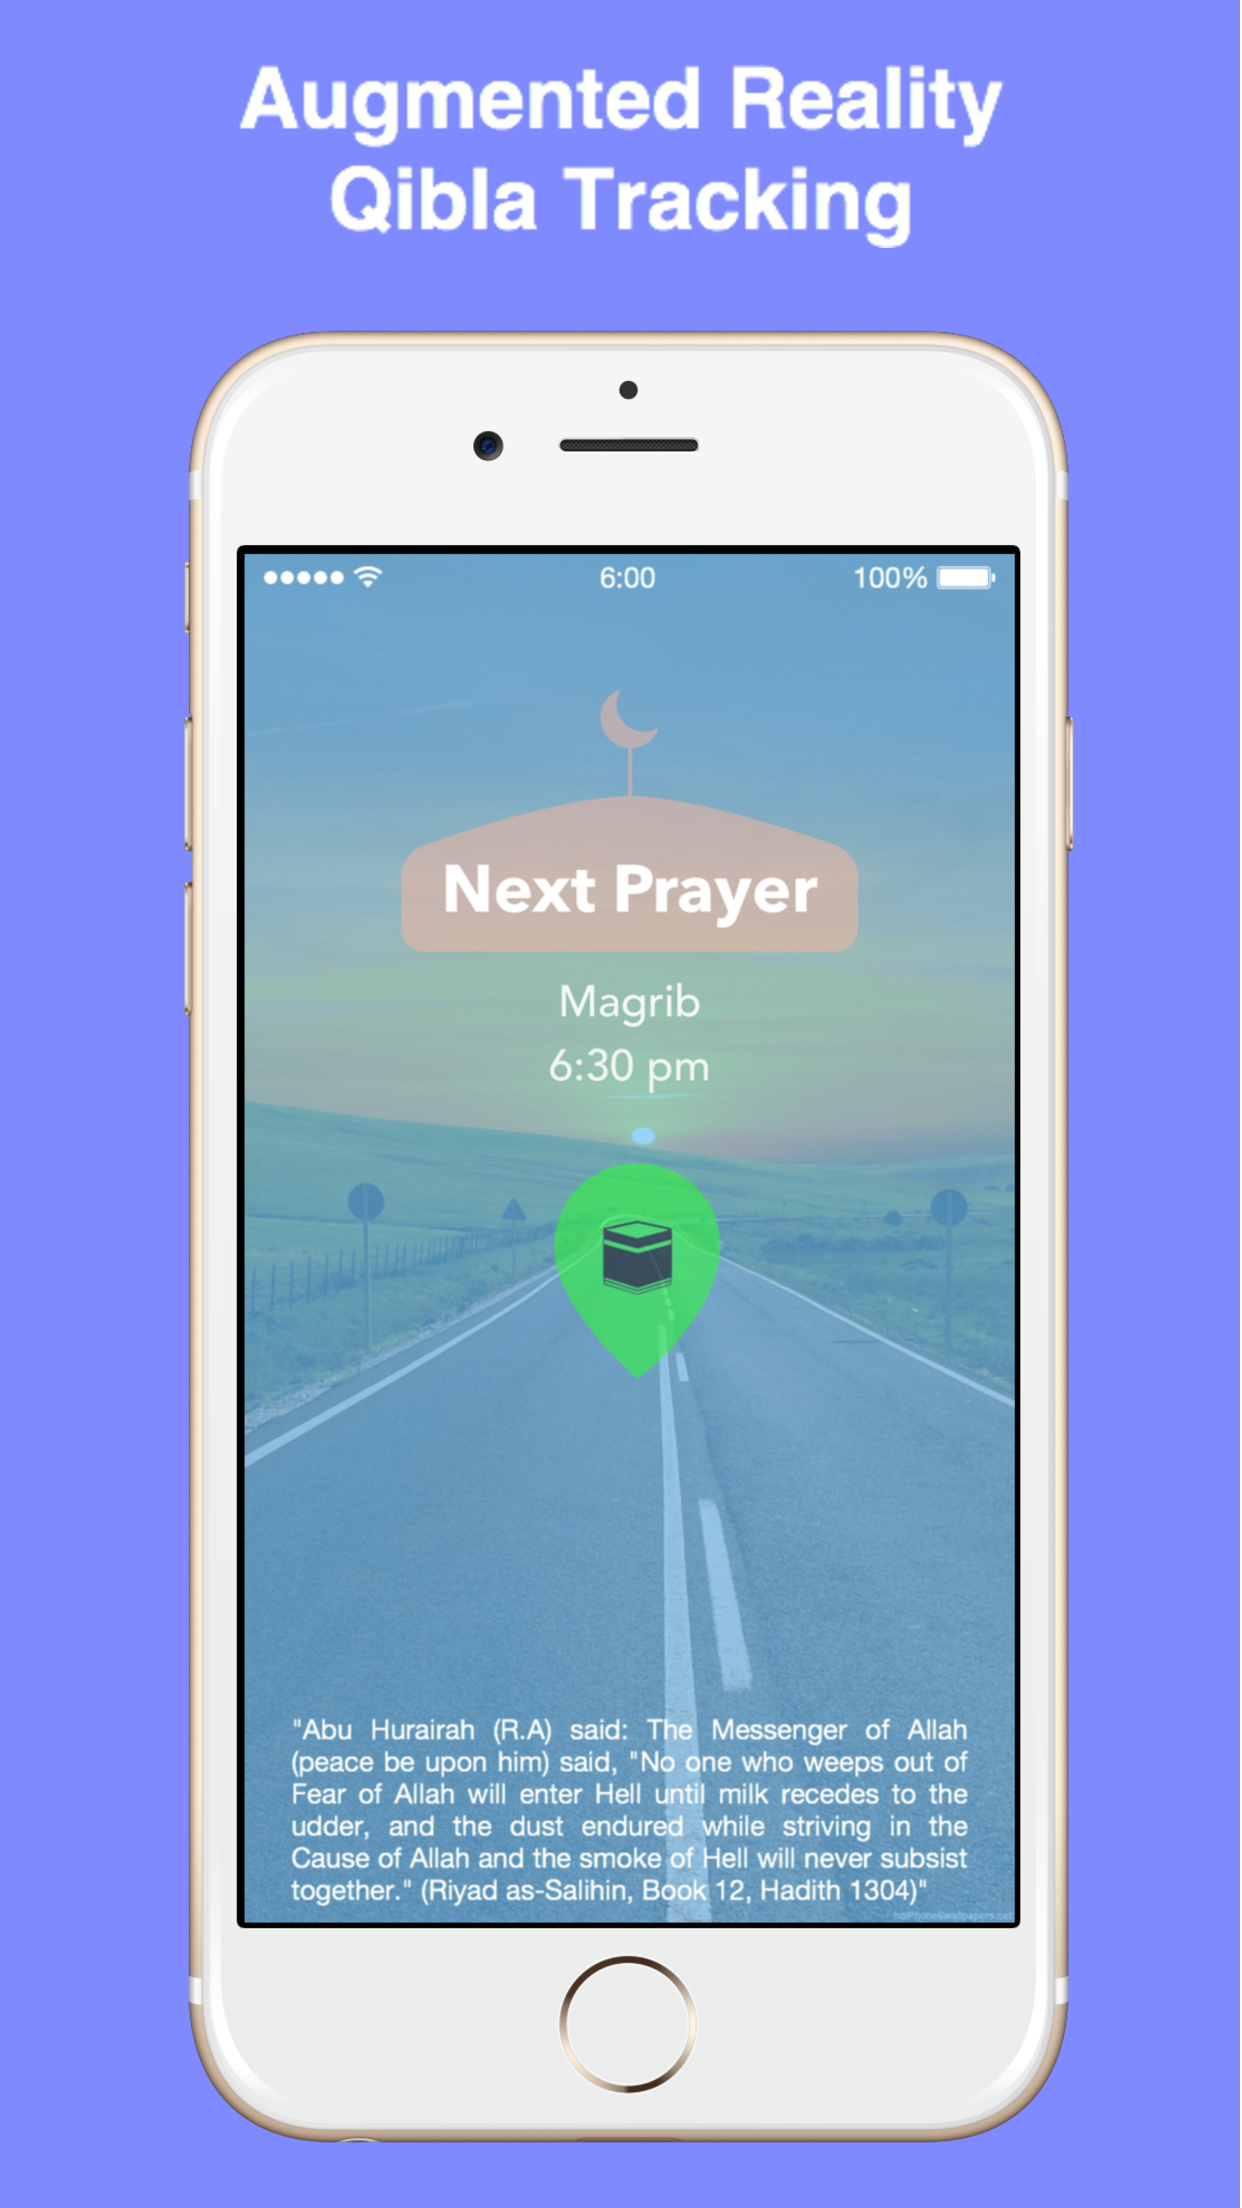 Augmented Reality
Qibla Tracking
6:00
100%
Next Prayer
Magrib
6:30 pm
"Abu Hurairah (R.A) said: The Messenger of Allah
(peace be upon him) said, "No one who weeps out of
Fear of Allah will enter Hell until milk recedes to the
udder, and the dust endured while striving in the
Cause of Allah and the smoke of Hell will never subsist
together." (Riyad as-Salihin, Book 12, Hadith 1304)"